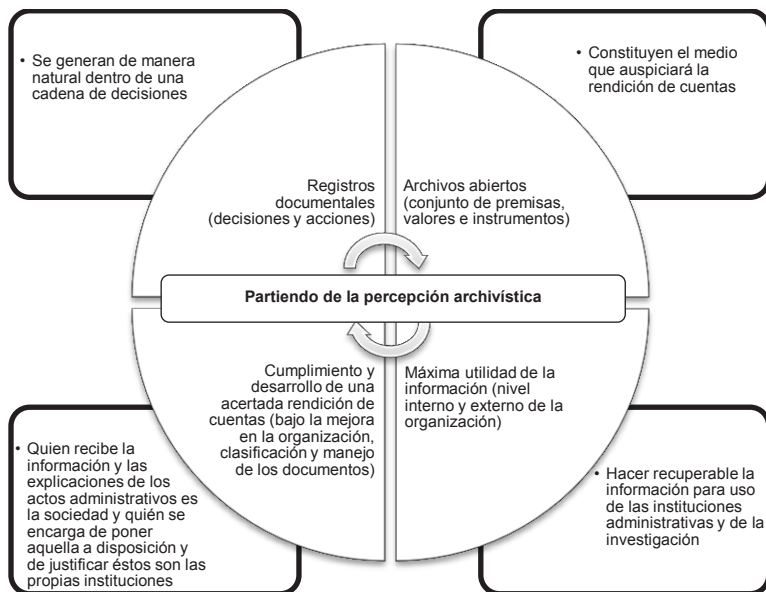 • Se generan de manera
natural dentro de una
cadena de decisiones
• Constituyen el medio
que auspiciará la
rendición de cuentas
Registros
documentales
(decisiones y acciones)
Archivos abiertos
(conjunto de premisas,
valores e instrumentos)
Partiendo de la percepción archivística
Cumplimiento y
desarrollo de una
acertada rendición de
cuentas (bajo la mejora
en la organización,
clasificación y manejo
de los documentos)
Máxima utilidad de la
información (nivel
interno y externo de la
organización)
• Quien recibe la
información y las
explicaciones de los
actos administrativos es
la sociedad y quién se
encarga de poner
aquella a disposición y
de justificar éstos son las
propias instituciones
• Hacer recuperable la
información para uso
de las instituciones
administrativas y de la
investigación